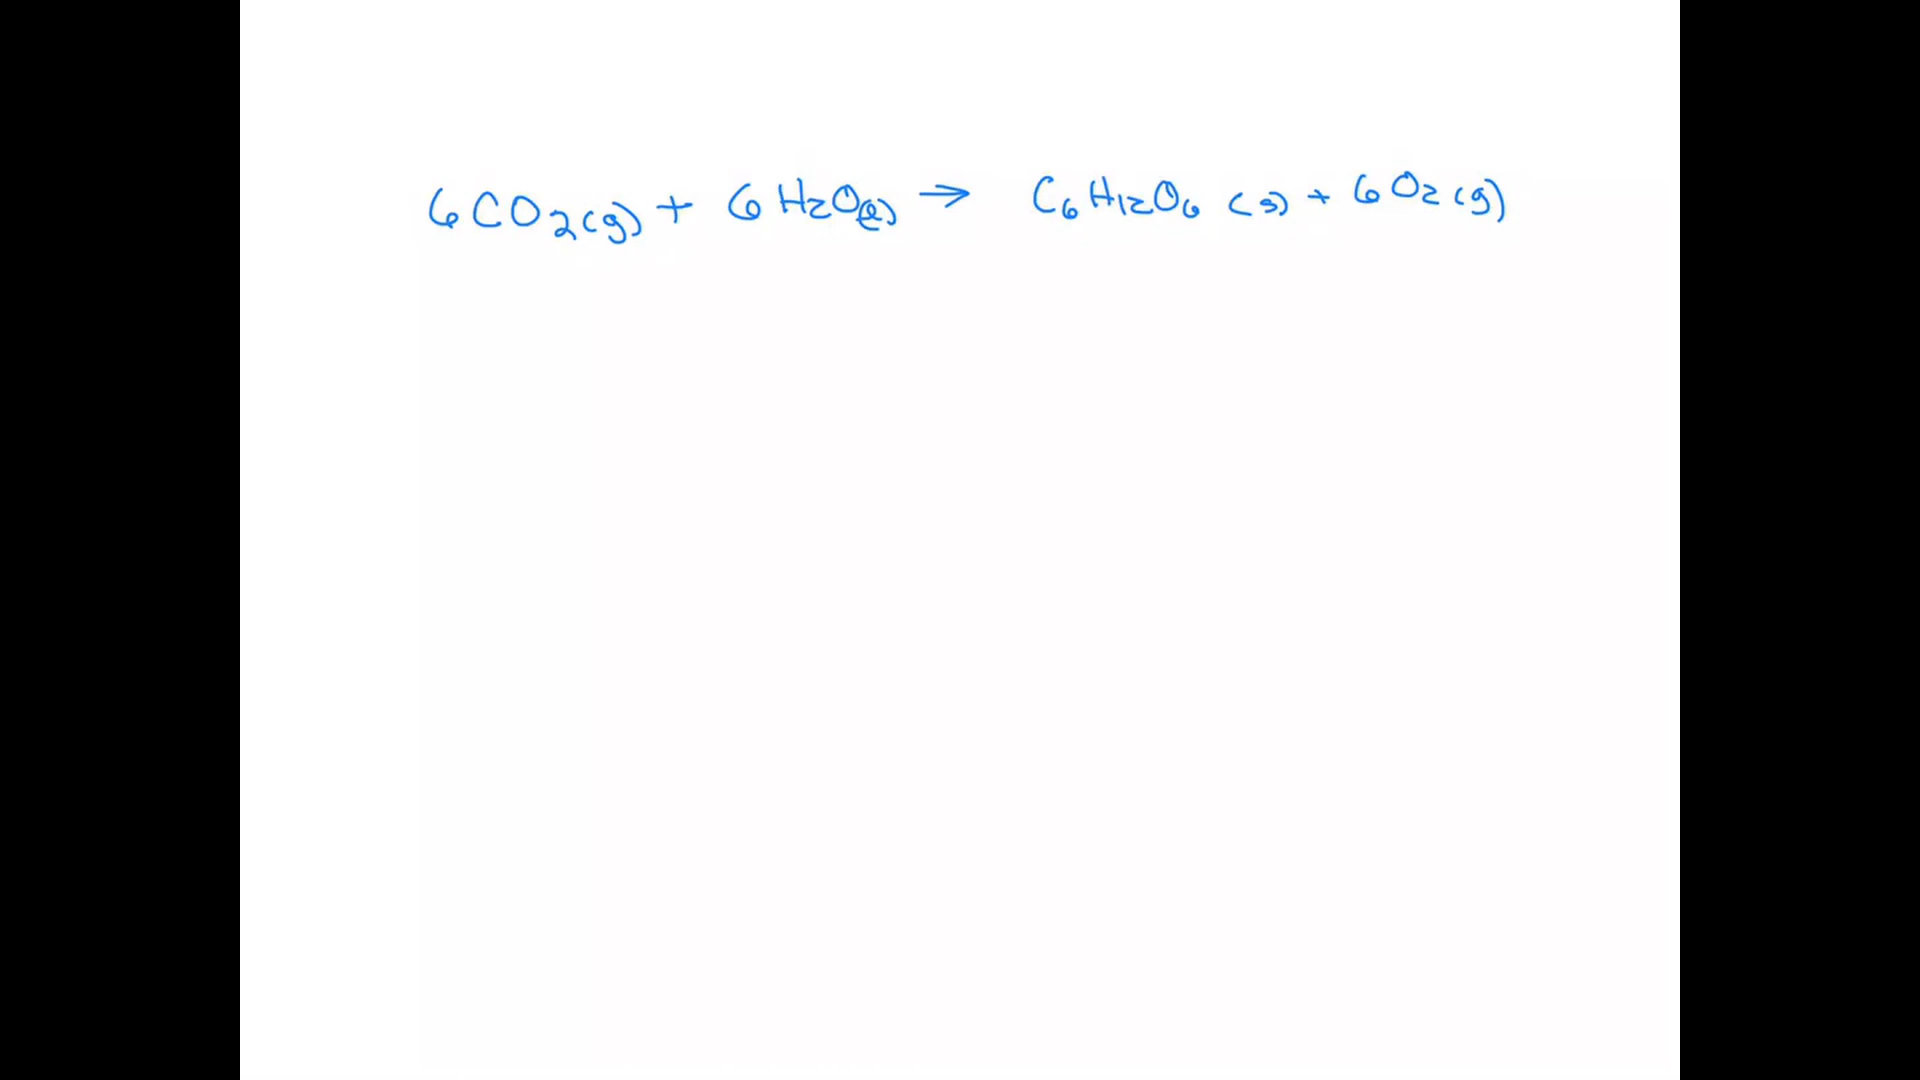 6CO₂(g) + 6H₂O(l) → C₆H₁₂O₆ (s) + 6O₂(g)